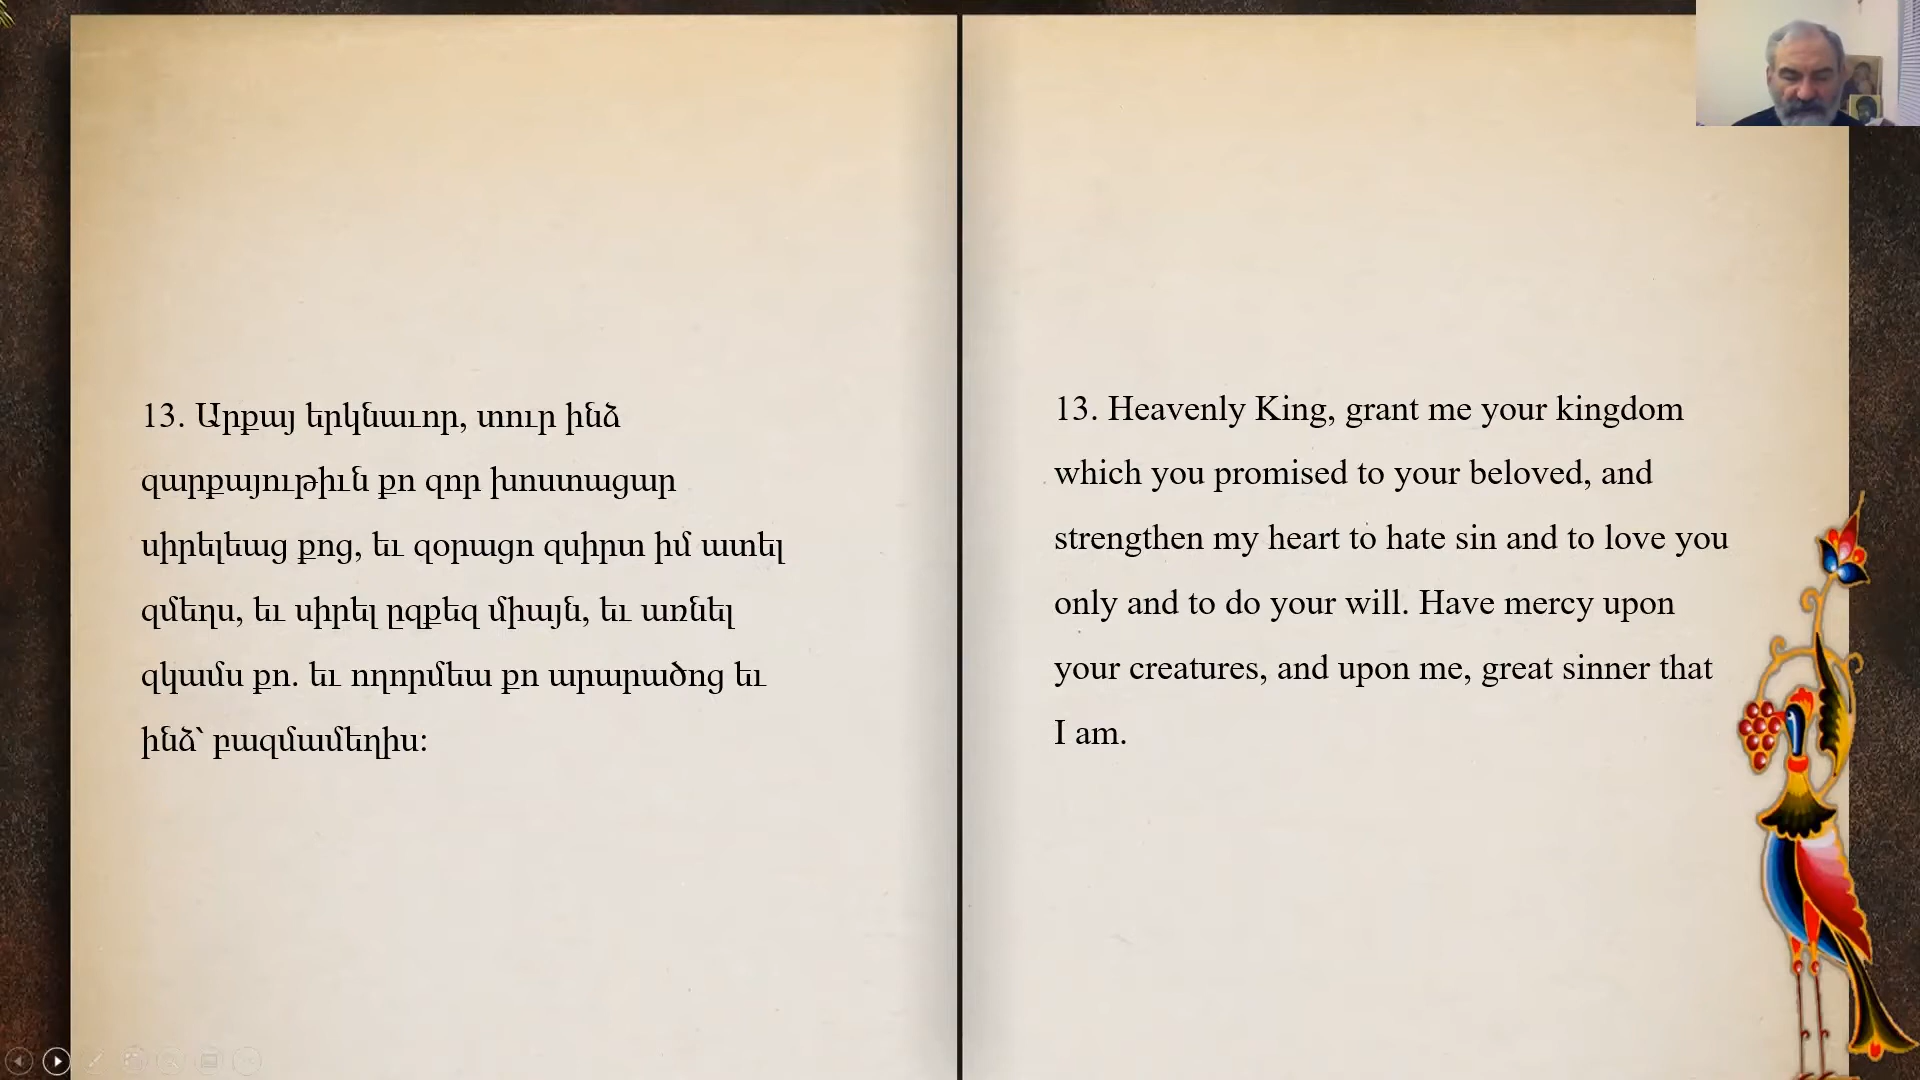 13. Արքայ երկնաւոր, տուր ինձ
զարքայութիւն քո զոր խոստացար
սիրելեաց քոց, եւ զօրացո զսիրտ իմ ատել
զմեղս, եւ սիրել ըզքեզ միայն, եւ առնել
զկամս քո. եւ ողորմեա քո արարածոց եւ
ինձ՝ բազմամեղիս:
13. Heavenly King, grant me your kingdom
which you promised to your beloved, and
strengthen my heart to hate sin and to love you
only and to do your will. Have mercy upon
your creatures, and upon me, great sinner that
I am.